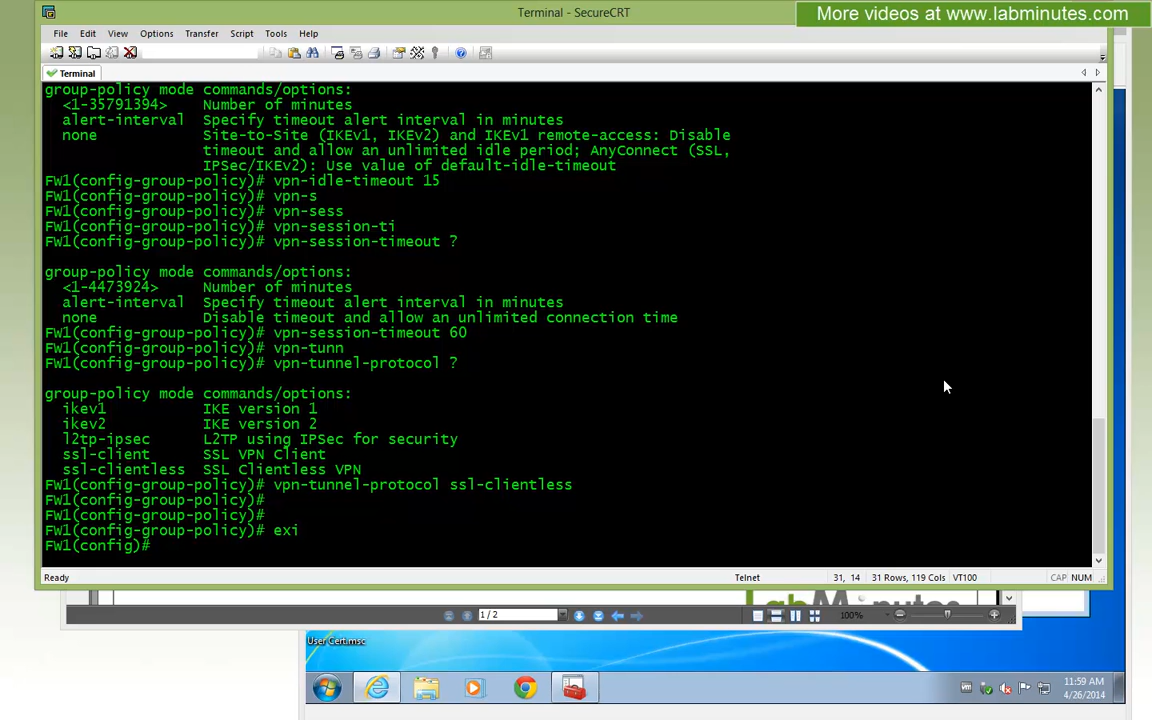 Terminal - SecureCRT
More videos at www.labminutes.com
File Edit View Options Transfer Script Tools Help
Terminal
group-policy mode commands/options:
<1-35791394> Number of minutes
alert-interval Specify timeout alert interval in minutes
none Site-to-Site (IKEv1, IKEv2) and IKEv1 remote-access: Disable
timeout and allow an unlimited idle period; AnyConnect (SSL,
IPSec/IKEv2): Use value of default-idle-timeout
FW1(config-group-policy)# vpn-idle-timeout 15
FW1(config-group-policy)# vpn-s
FW1(config-group-policy)# vpn-sess
FW1(config-group-policy)# vpn-session-ti
FW1(config-group-policy)# vpn-session-timeout ?
group-policy mode commands/options:
<1-4473924> Number of minutes
alert-interval Specify timeout alert interval in minutes
none Disable timeout and allow an unlimited connection time
FW1(config-group-policy)# vpn-session-timeout 60
FW1(config-group-policy)# vpn-tunn
FW1(config-group-policy)# vpn-tunnel-protocol ?
group-policy mode commands/options:
ikev1 IKE version 1
ikev2 IKE version 2
l2tp-ipsec L2TP using IPSec for security
ssl-client SSL VPN Client
ssl-clientless SSL Clientless VPN
FW1(config-group-policy)# vpn-tunnel-protocol ssl-clientless
FW1(config-group-policy)#
FW1(config-group-policy)#
FW1(config-group-policy)# exi
FW1(config)#
Ready Telnet 31, 14 31 Rows, 119 Cols VT100 CAP NUM
1 / 2 100%
User Cert.msc
11:59 AM
4/26/2014